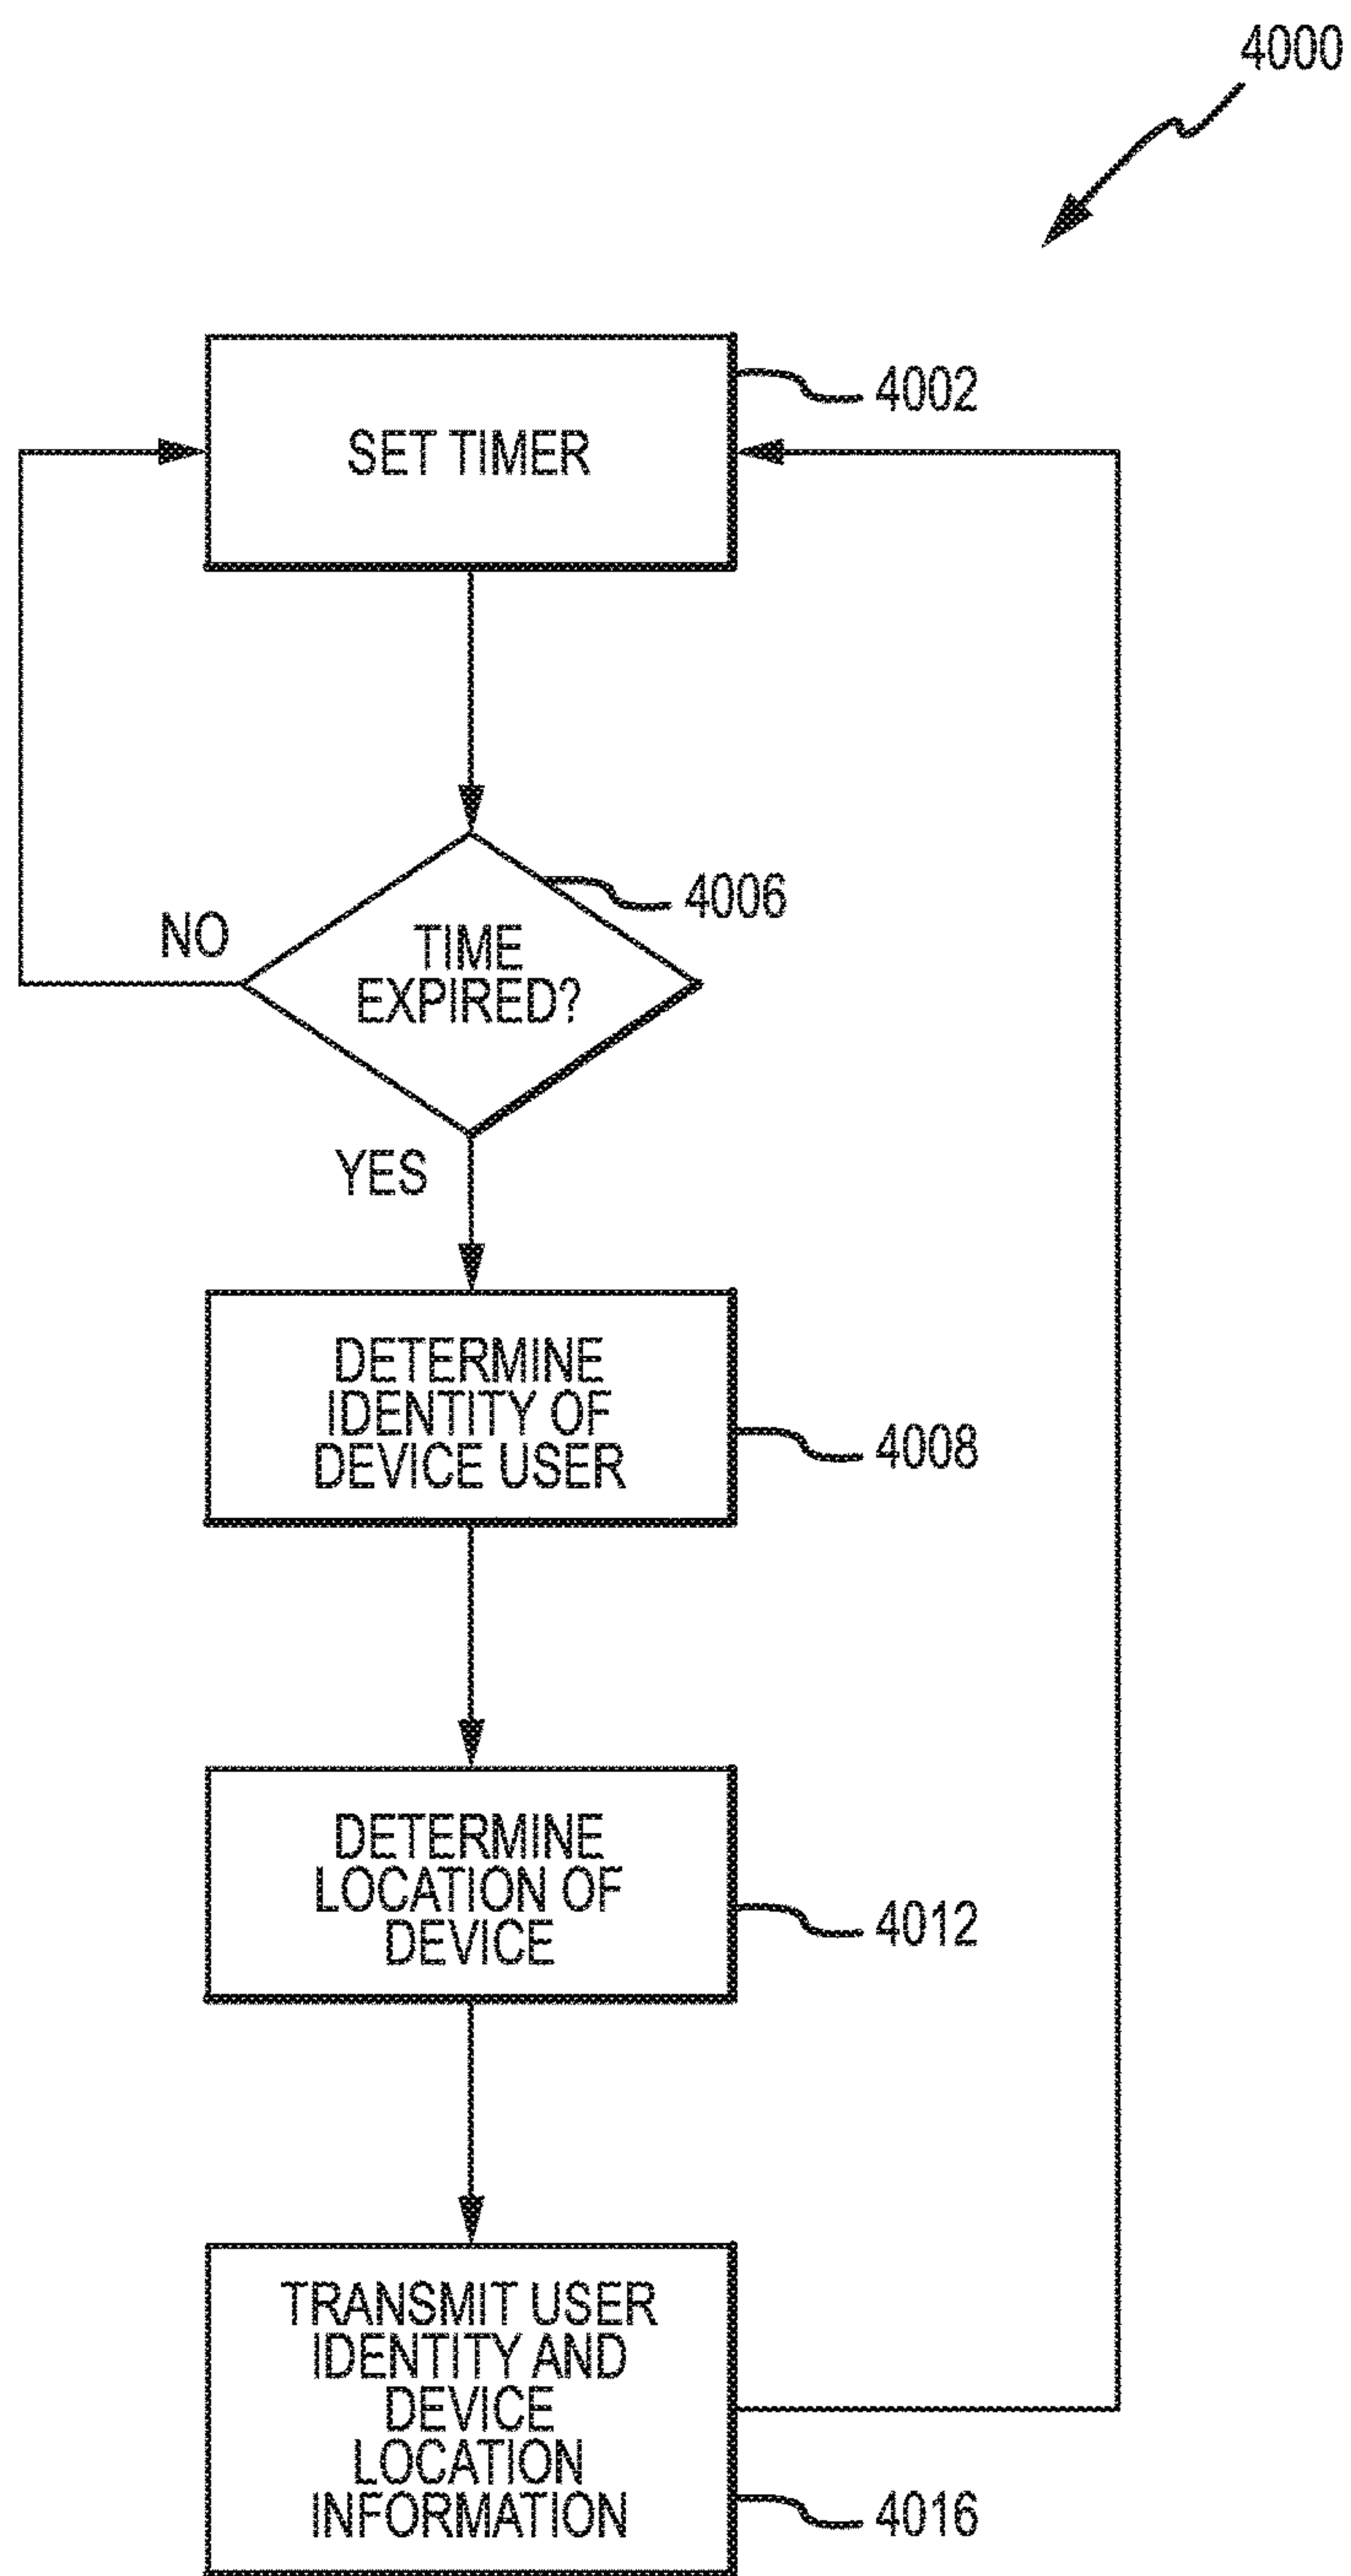 4000
4002
SET TIMER
4006
NO
TIME
EXPIRED?
YES
DETERMINE
IDENTITY OF
DEVICE USER
4008
DETERMINE
LOCATION OF
DEVICE
4012
TRANSMIT USER
IDENTITY AND
DEVICE
LOCATION
INFORMATION
4016